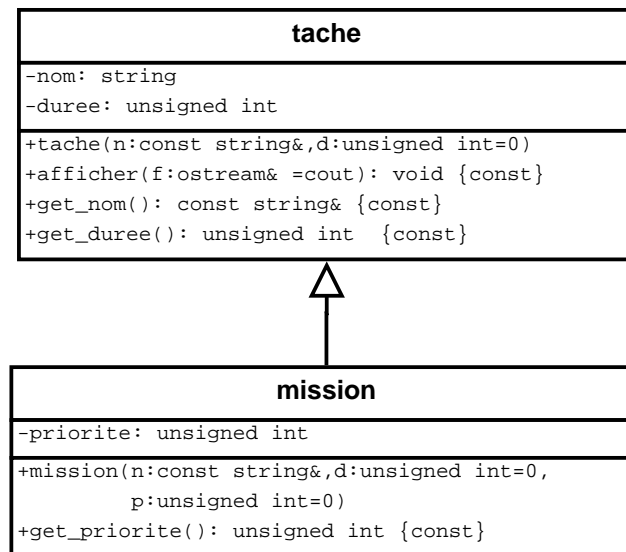 tache
-nom: string
-duree: unsigned int
+tache(n:const string&,d:unsigned int=0)
+afficher(f:ostream& =cout): void {const}
+get_nom(): const string& {const}
+get_duree(): unsigned int  {const}
mission
-priorite: unsigned int
+mission(n:const string&,d:unsigned int=0,
p:unsigned int=0)
+get_priorite(): unsigned int {const}